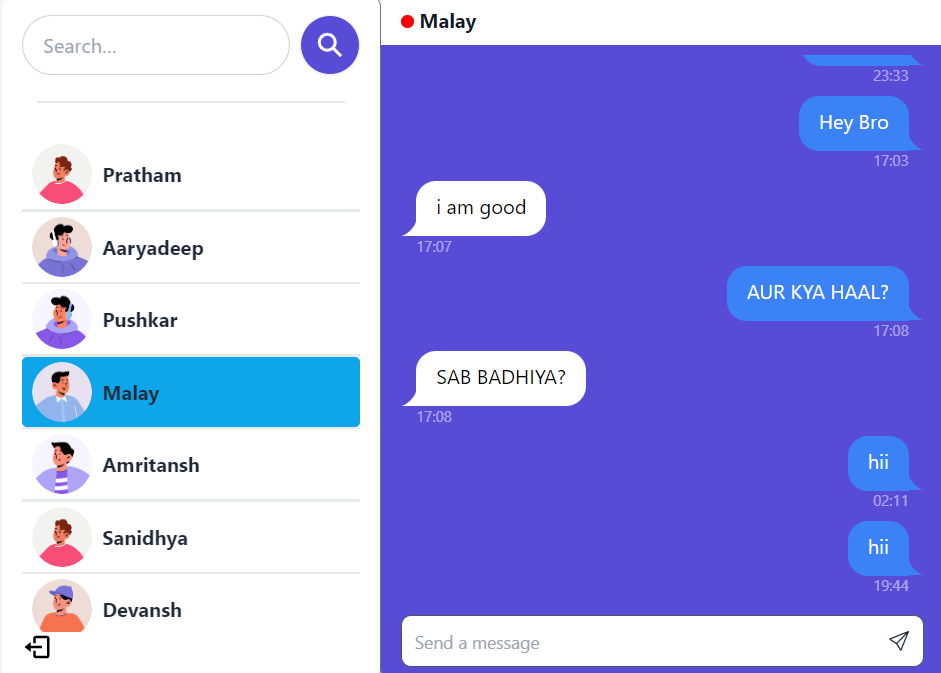 Search...
Pratham
Aaryadeep
Pushkar
Malay
Amritansh
Sanidhya
Devansh
Malay
23:33
Hey Bro
17:03
i am good
17:07
AUR KYA HAAL?
17:08
SAB BADHIYA?
17:08
hii
02:11
hii
19:44
Send a message